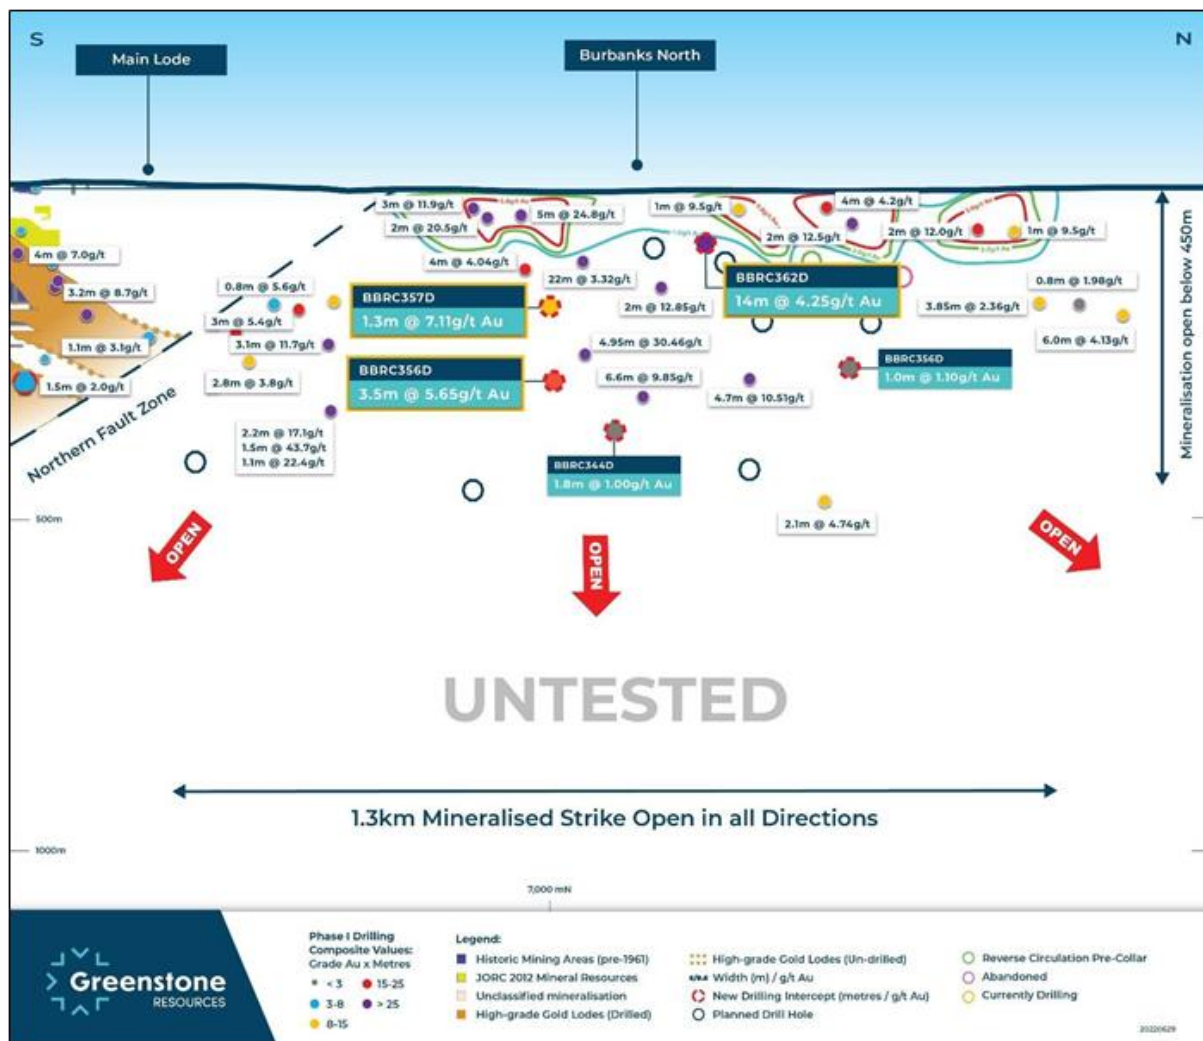 S
N
Main Lode
Burbanks North
3m @ 11.9g/t
2m @ 20.5g/t
5m @ 24.8g/t
1m @ 9.5g/t
4m @ 4.2g/t
2m @ 12.5g/t
2m @ 12.0g/t
1m @ 9.5g/t
4m @ 7.0g/t
4m @ 4.04g/t
22m @ 3.32g/t
3.2m @ 8.7g/t
0.8m @ 5.6g/t
BBRC357D
1.3m @ 7.11g/t Au
2m @ 12.85g/t
BBRC362D
14m @ 4.25g/t Au
0.8m @ 1.98g/t
3.85m @ 2.36g/t
3m @ 5.4g/t
1.1m @ 3.1g/t
3.1m @ 11.7g/t
4.95m @ 30.46g/t
6.0m @ 4.13g/t
1.5m @ 2.0g/t
2.8m @ 3.8g/t
BBRC356D
3.5m @ 5.65g/t Au
6.6m @ 9.85g/t
4.7m @ 10.51g/t
BBRC356D
1.0m @ 1.10g/t Au
Northern Fault Zone
2.2m @ 17.1g/t
1.5m @ 43.7g/t
1.1m @ 22.4g/t
BBRC344D
1.8m @ 1.00g/t Au
Mineralisation open below 450m
2.1m @ 4.74g/t
500m
OPEN
OPEN
OPEN
UNTESTED
1.3km Mineralised Strike Open in all Directions
1000m
7,000 mN
Greenstone
RESOURCES
Phase I Drilling
Composite Values:
Grade Au x Metres
< 3
15-25
3-8
> 25
8-15
Legend:
Historic Mining Areas (pre-1961)
JORC 2012 Mineral Resources
Unclassified mineralisation
High-grade Gold Lodes (Drilled)
High-grade Gold Lodes (Un-drilled)
Width (m) / g/t Au
New Drilling Intercept (metres / g/t Au)
Planned Drill Hole
Reverse Circulation Pre-Collar
Abandoned
Currently Drilling
20220629